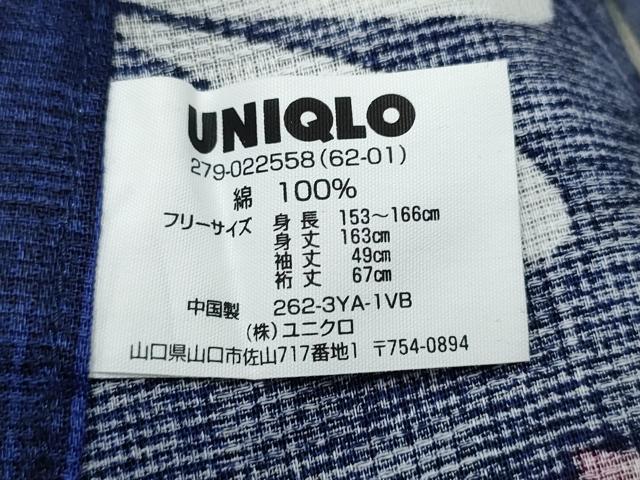 UNIQLO
279-022558(62-01)
綿 100%
フリーサイズ 身長 153~166cm
身丈 163cm
袖丈 49cm
裄丈 67cm
中国製 262-3YA-1VB
(株)ユニクロ
山口県山口市佐山717番地1 〒754-0894